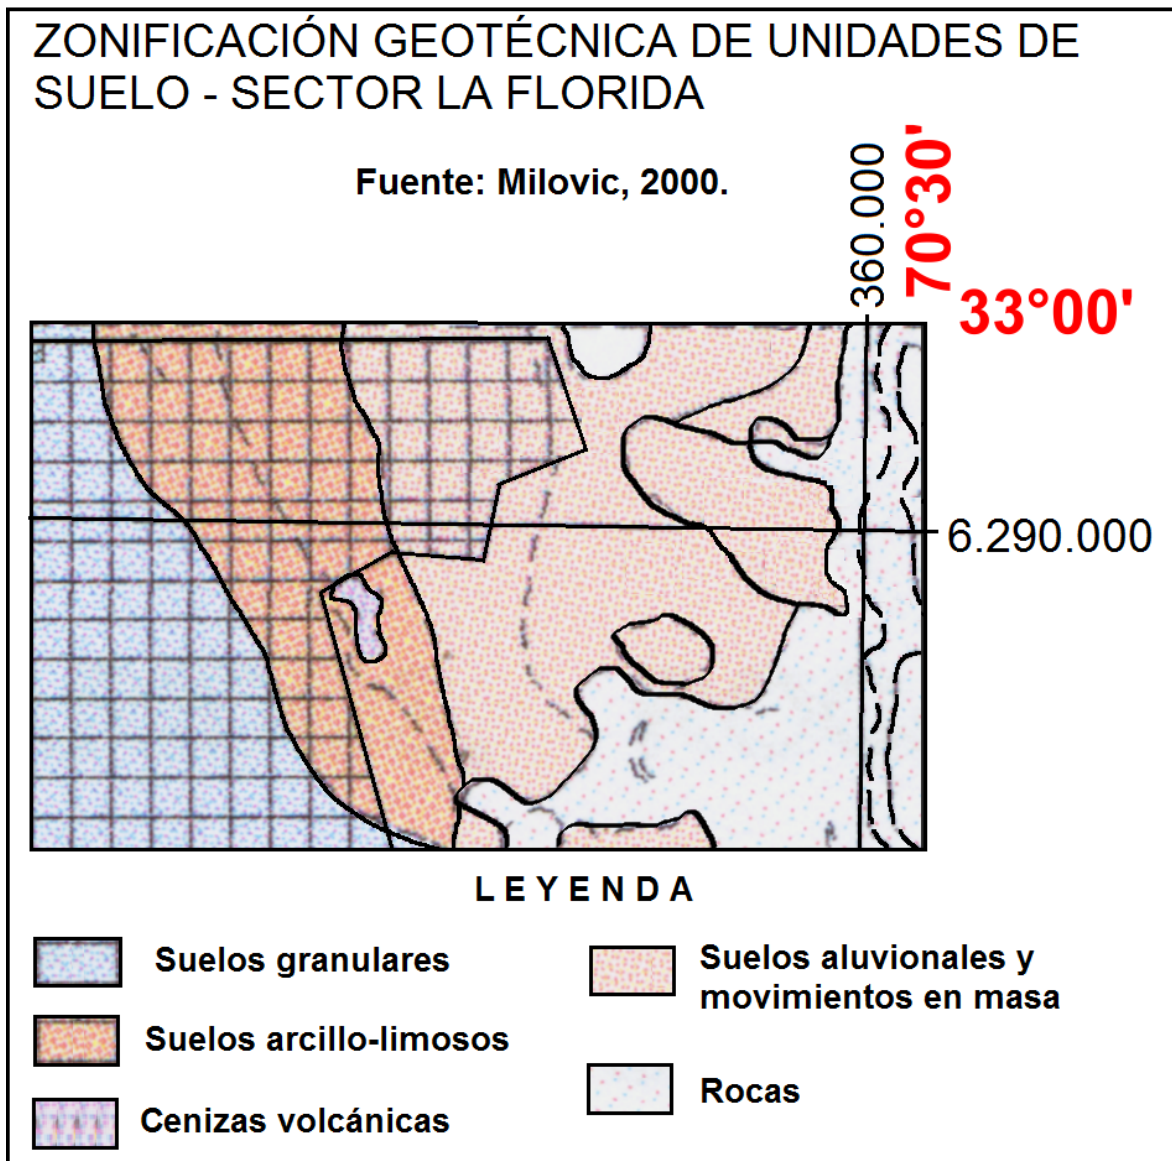 ZONIFICACIÓN GEOTÉCNICA DE UNIDADES DE
SUELO - SECTOR LA FLORIDA
Fuente: Milovic, 2000.
360.000
70°30'
33°00'
6.290.000
LEYENDA
Suelos granulares
Suelos arcillo-limosos
Cenizas volcánicas
Suelos aluvionales y
movimientos en masa
Rocas